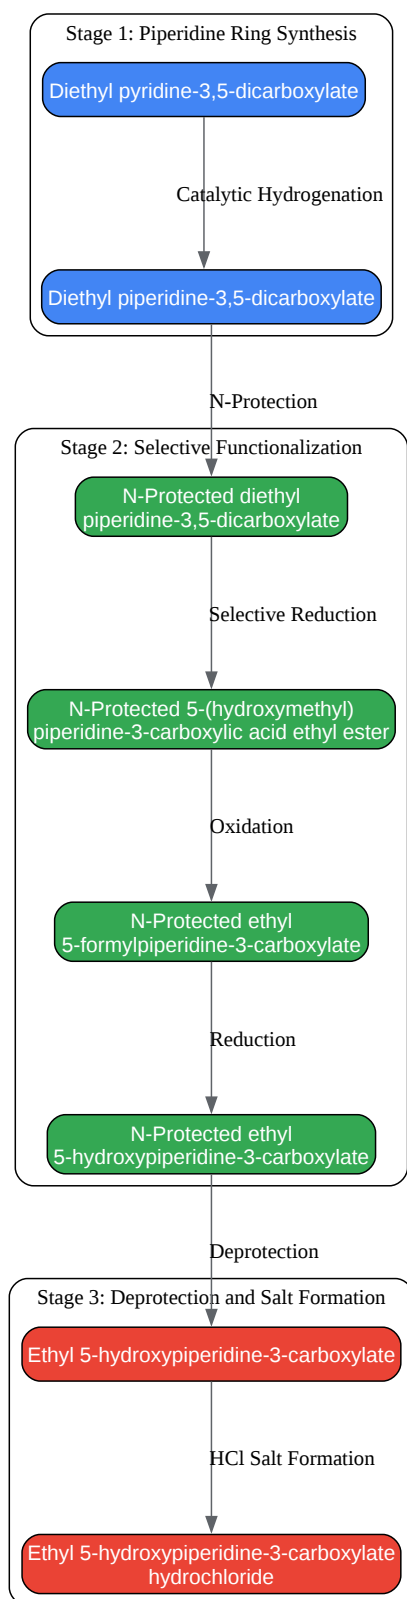 Stage 1: Piperidine Ring Synthesis
Diethyl pyridine-3,5-dicarboxylate
Catalytic Hydrogenation
Diethyl piperidine-3,5-dicarboxylate
N-Protection
Stage 2: Selective Functionalization
N-Protected diethyl
piperidine-3,5-dicarboxylate
Selective Reduction
N-Protected 5-(hydroxymethyl)
piperidine-3-carboxylic acid ethyl ester
Oxidation
N-Protected ethyl
5-formylpiperidine-3-carboxylate
Reduction
N-Protected ethyl
5-hydroxypiperidine-3-carboxylate
Deprotection
Stage 3: Deprotection and Salt Formation
Ethyl 5-hydroxypiperidine-3-carboxylate
HCl Salt Formation
Ethyl 5-hydroxypiperidine-3-carboxylate
hydrochloride